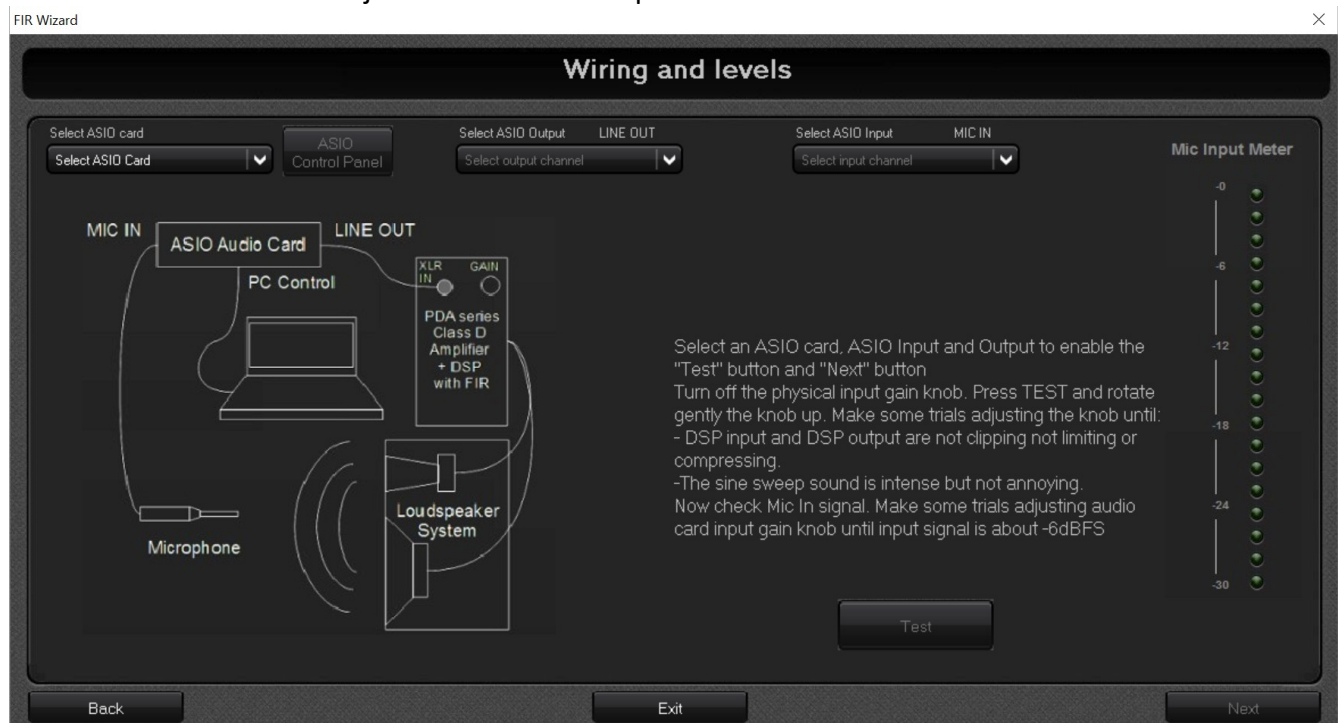 FIR Wizard
Wiring and levels
Select ASIO card
Select ASIO Card
ASIO
Control Panel
Select ASIO Output LINE OUT
Select output channel
Select ASIO Input MIC IN
Select input channel
Mic Input Meter
-0
-6
-12
-18
-24
-30
MIC IN
ASIO Audio Card
LINE OUT
PC Control
XLR
IN
GAIN
PDA series
Class D
Amplifier
+ DSP
with FIR
Loudspeaker
System
Microphone
Select an ASIO card, ASIO Input and Output to enable the
"Test" button and "Next" button
Turn off the physical input gain knob. Press TEST and rotate
gently the knob up. Make some trials adjusting the knob until:
- DSP input and DSP output are not clipping not limiting or
compressing.
-The sine sweep sound is intense but not annoying.
Now check Mic In signal. Make some trials adjusting audio
card input gain knob until input signal is about -6dBFS
Test
Back
Exit
Next